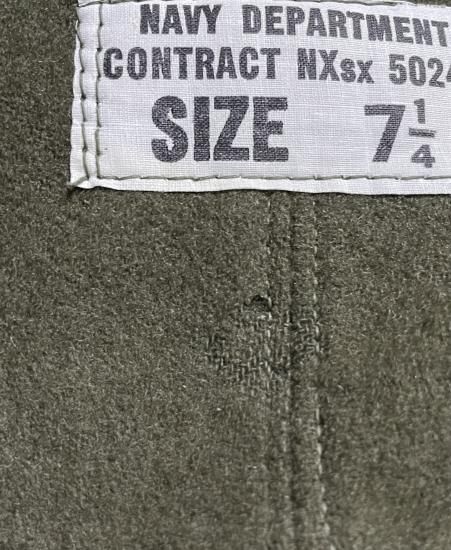 NAVY DEPARTMENT
CONTRACT NXsx 5024
SIZE 7 1/4